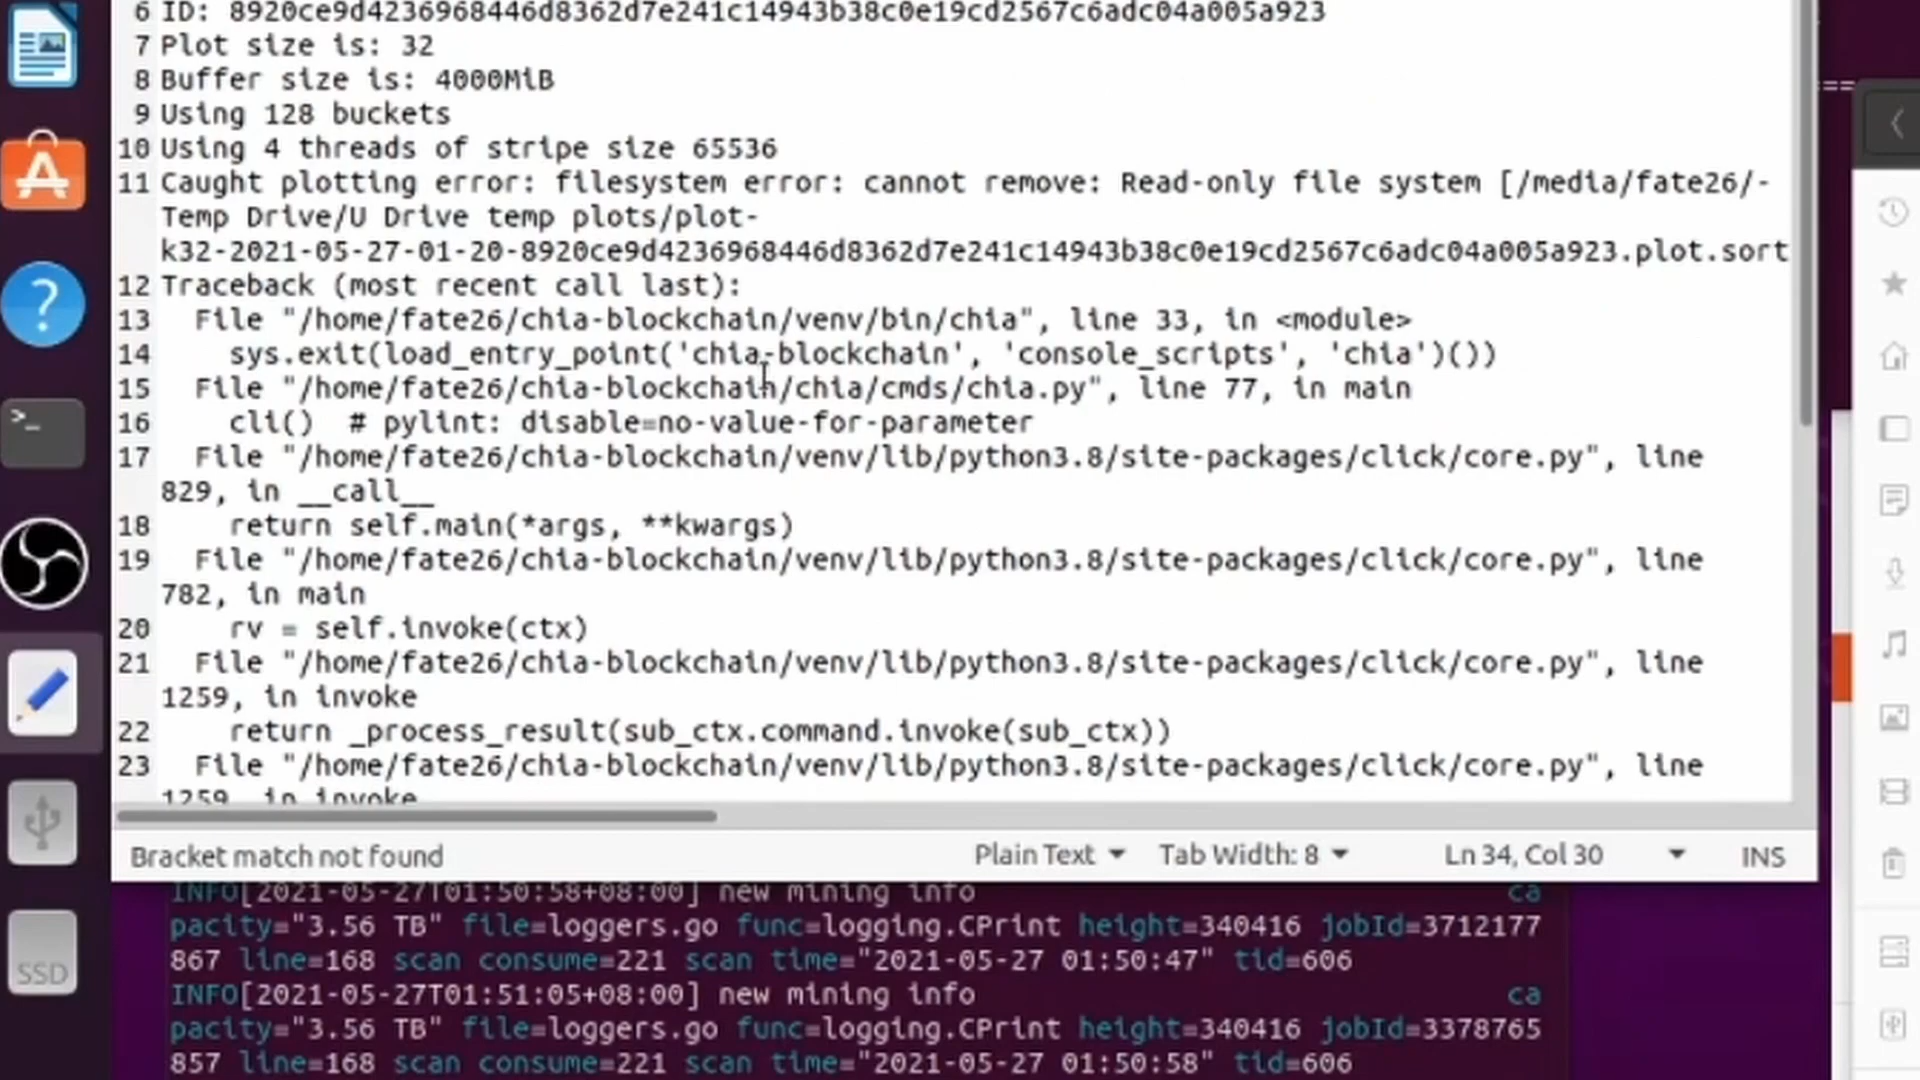 6 ID: 8920ce9d4236968446d8362d7e241c14943b38c0e19cd2567c6adc04a005a923
7 Plot size is: 32
8 Buffer size is: 4000MiB
9 Using 128 buckets
10 Using 4 threads of stripe size 65536
11 Caught plotting error: filesystem error: cannot remove: Read-only file system [/media/fate26/-
Temp Drive/U Drive temp plots/plot-
k32-2021-05-27-01-20-8920ce9d4236968446d8362d7e241c14943b38c0e19cd2567c6adc04a005a923.plot.sort
12 Traceback (most recent call last):
13   File "/home/fate26/chia-blockchain/venv/bin/chia", line 33, in <module>
14     sys.exit(load_entry_point('chia-blockchain', 'console_scripts', 'chia')())
15   File "/home/fate26/chia-blockchain/chia/cmds/chia.py", line 77, in main
16     cli()  # pylint: disable=no-value-for-parameter
17   File "/home/fate26/chia-blockchain/venv/lib/python3.8/site-packages/click/core.py", line
829, in __call__
18     return self.main(*args, **kwargs)
19   File "/home/fate26/chia-blockchain/venv/lib/python3.8/site-packages/click/core.py", line
782, in main
20     rv = self.invoke(ctx)
21   File "/home/fate26/chia-blockchain/venv/lib/python3.8/site-packages/click/core.py", line
1259, in invoke
22     return _process_result(sub_ctx.command.invoke(sub_ctx))
23   File "/home/fate26/chia-blockchain/venv/lib/python3.8/site-packages/click/core.py", line
1259, in invoke
Bracket match not found Plain Text Tab Width: 8 Ln 34, Col 30 INS
INFO[2021-05-27T01:50:58+08:00] new mining info ca
pacity="3.56 TB" file=loggers.go func=logging.CPrint height=340416 jobId=3712177
867 line=168 scan consume=221 scan time="2021-05-27 01:50:47" tid=606
INFO[2021-05-27T01:51:05+08:00] new mining info ca
pacity="3.56 TB" file=loggers.go func=logging.CPrint height=340416 jobId=3378765
857 line=168 scan consume=221 scan time="2021-05-27 01:50:58" tid=606
SSD
==